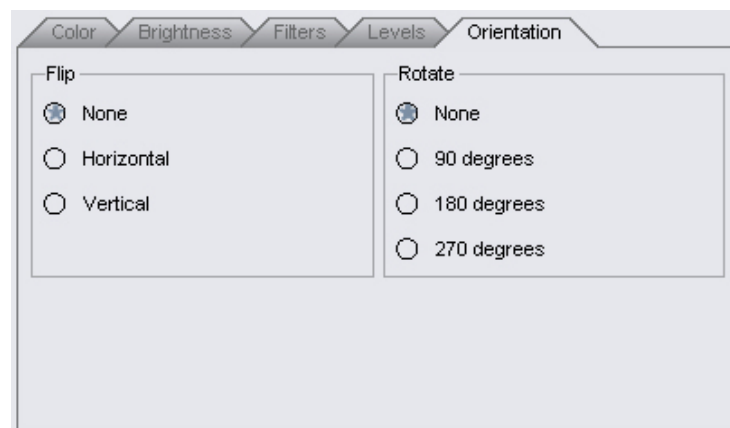 Color Brightness Filters Levels Orientation
Flip
None
Horizontal
Vertical
Rotate
None
90 degrees
180 degrees
270 degrees